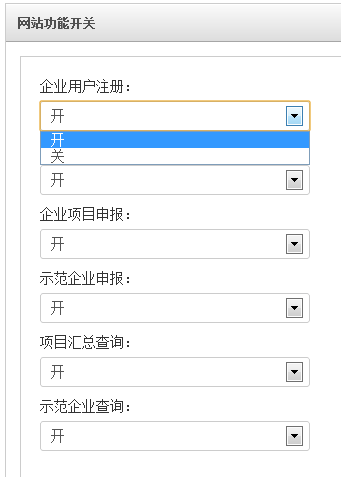 网站功能开关
企业用户注册：
开
开
关
开
企业项目申报：
开
示范企业申报：
开
项目汇总查询：
开
示范企业查询：
开